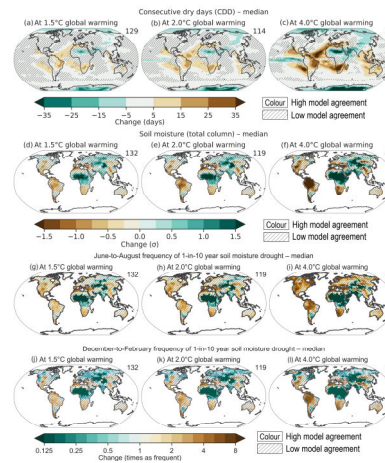 Consecutive dry days (CDD) – median
(a) At 1.5°C global warming 129
(b) At 2.0°C global warming 114
(c) At 4.0°C global warming
−35 −25 −15 −5 5 15 25 35
Change (days)
Colour High model agreement
Low model agreement
Soil moisture (total column) – median
(d) At 1.5°C global warming 132
(e) At 2.0°C global warming 119
(f) At 4.0°C global warming
−1.5 −1.0 −0.5 0.0 0.5 1.0 1.5
Change (σ)
Colour High model agreement
Low model agreement
June-to-August frequency of 1-in-10 year soil moisture drought – median
(g) At 1.5°C global warming 132
(h) At 2.0°C global warming 119
(i) At 4.0°C global warming
December-to-February frequency of 1-in-10 year soil moisture drought – median
(j) At 1.5°C global warming 132
(k) At 2.0°C global warming 119
(l) At 4.0°C global warming
0.125 0.25 0.5 1 2 4 8
Change (times as frequent)
Colour High model agreement
Low model agreement